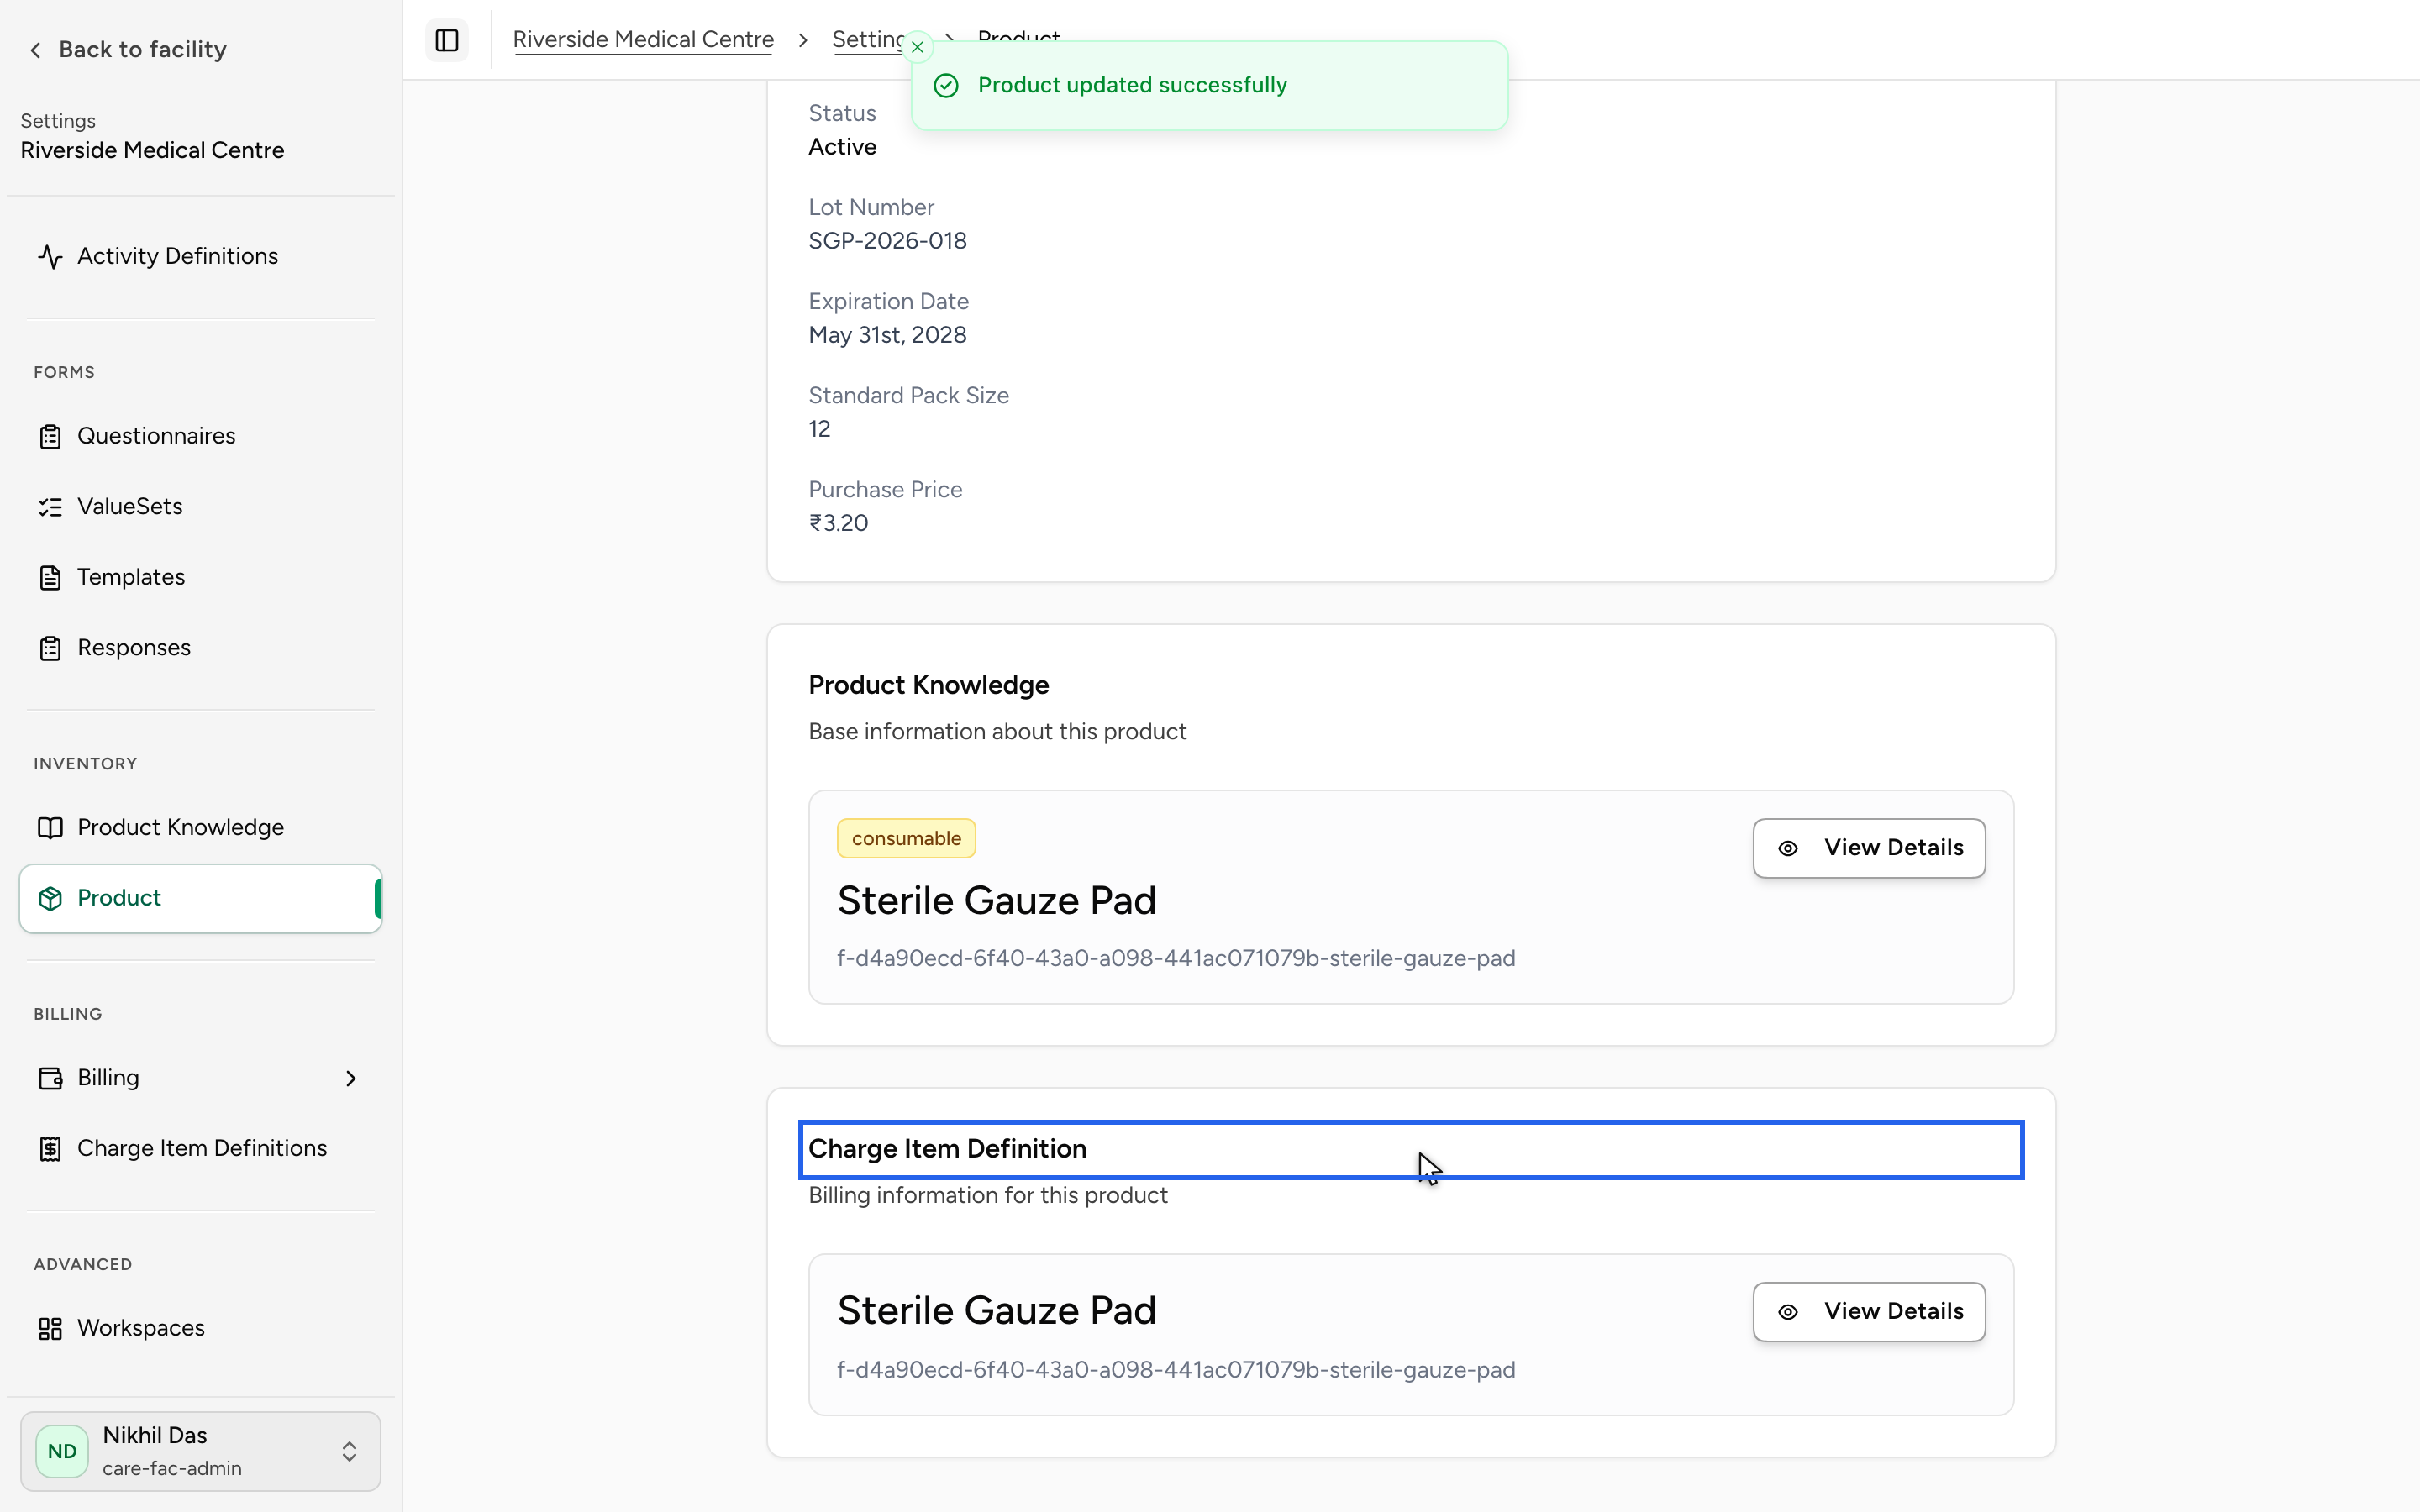 Back to facility
Settings
Riverside Medical Centre
Activity Definitions
FORMS
Questionnaires
ValueSets
Templates
Responses
INVENTORY
Product Knowledge
Product
BILLING
Billing
Charge Item Definitions
ADVANCED
Workspaces
ND
Nikhil Das
care-fac-admin
Riverside Medical Centre
Product
Product updated successfully
Status
Active
Lot Number
SGP-2026-018
Expiration Date
May 31st, 2028
Standard Pack Size
12
Purchase Price
₹3.20
Product Knowledge
Base information about this product
consumable
View Details
Sterile Gauze Pad
f-d4a90ecd-6f40-43a0-a098-441ac071079b-sterile-gauze-pad
Charge Item Definition
Billing information for this product
Sterile Gauze Pad
View Details
f-d4a90ecd-6f40-43a0-a098-441ac071079b-sterile-gauze-pad